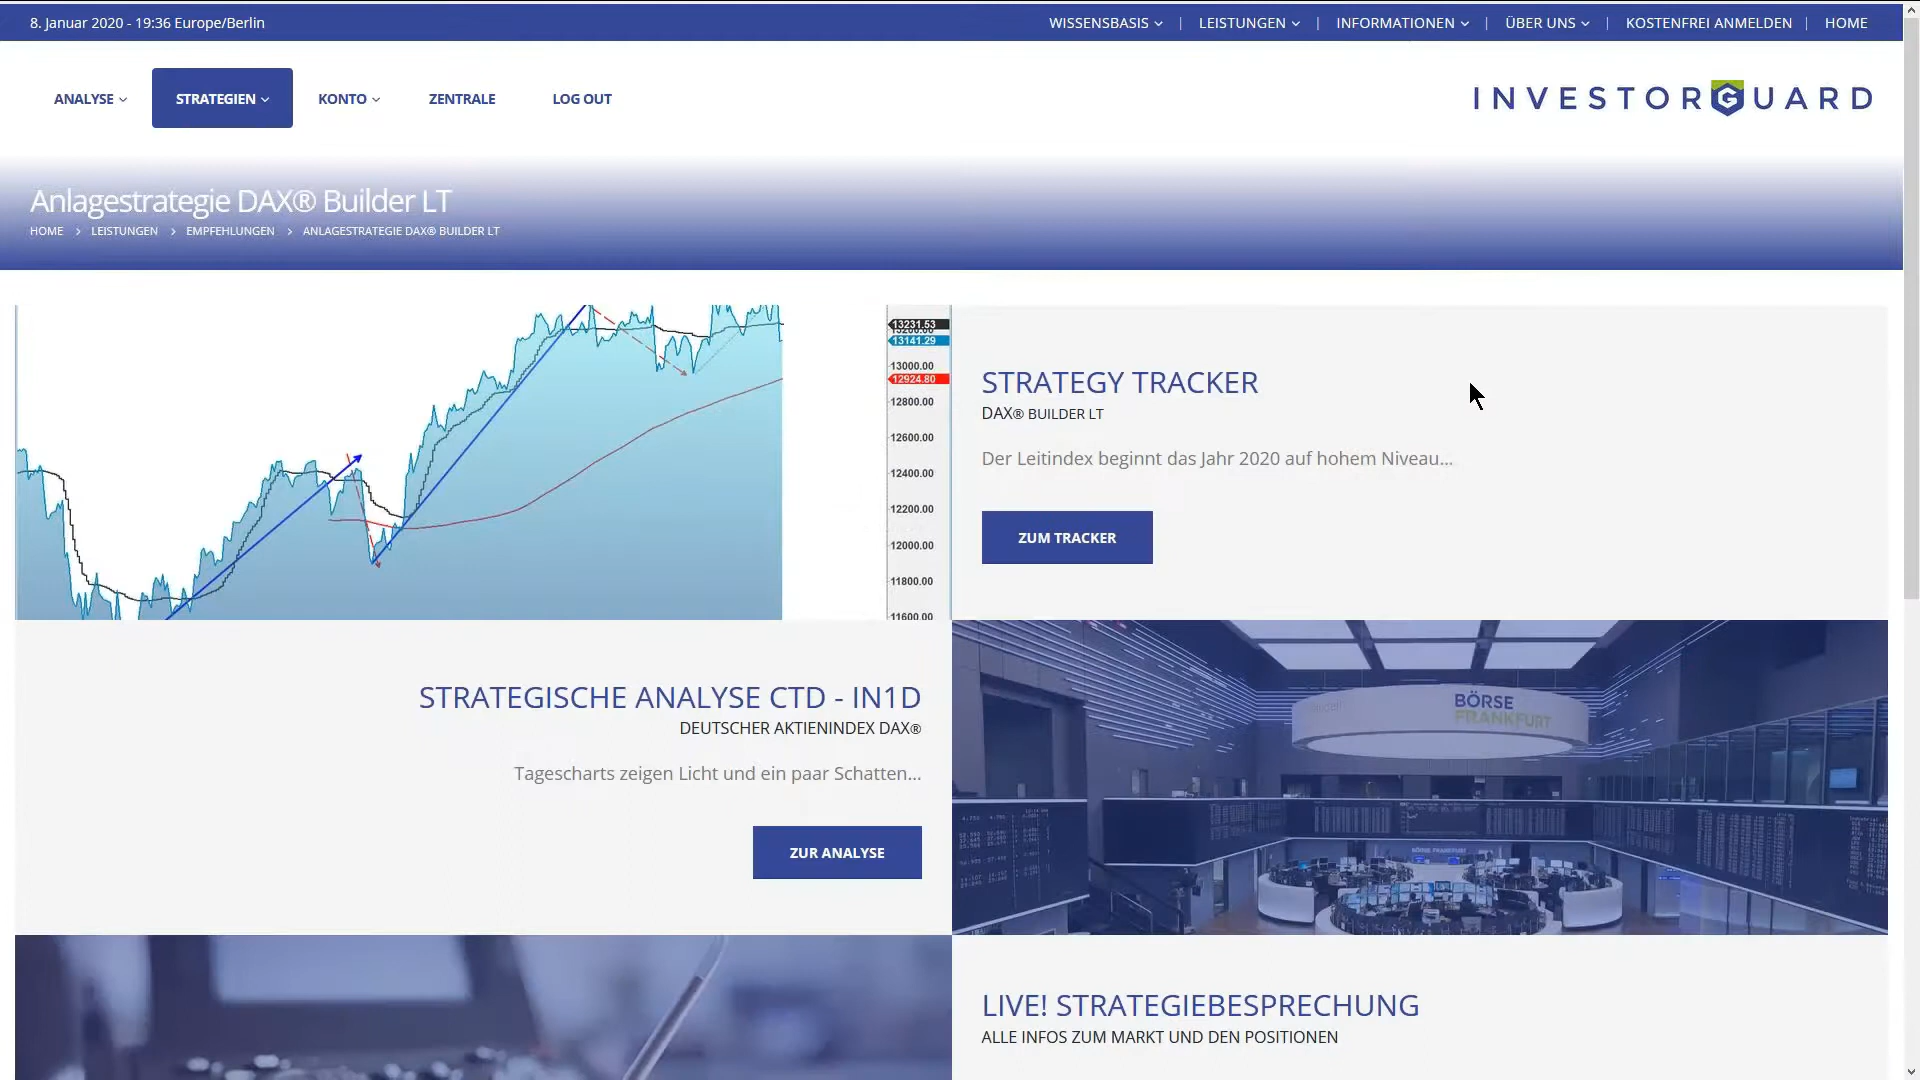 8. Januar 2020 - 19:36 Europe/Berlin
WISSENSBASIS | LEISTUNGEN | INFORMATIONEN | ÜBER UNS | KOSTENFREI ANMELDEN | HOME
ANALYSE STRATEGIEN KONTO ZENTRALE LOG OUT
INVESTORGUARD
Anlagestrategie DAX® Builder LT
HOME > LEISTUNGEN > EMPFEHLUNGEN > ANLAGESTRATEGIE DAX® BUILDER LT
13231.53
13141.29
13000.00
12924.80
12800.00
12600.00
12400.00
12200.00
12000.00
11800.00
11600.00
STRATEGY TRACKER
DAX® BUILDER LT
Der Leitindex beginnt das Jahr 2020 auf hohem Niveau...
ZUM TRACKER
STRATEGISCHE ANALYSE CTD - IN1D
DEUTSCHER AKTIENINDEX DAX®
Tagescharts zeigen Licht und ein paar Schatten...
ZUR ANALYSE
BÖRSE
FRANKFURT
BÖRSE FRANKFURT
LIVE! STRATEGIEBESPRECHUNG
ALLE INFOS ZUM MARKT UND DEN POSITIONEN